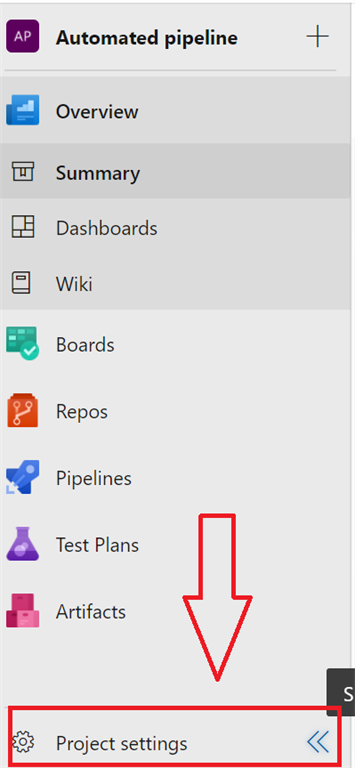 AP Automated pipeline
Overview
Summary
Dashboards
Wiki
Boards
Repos
Pipelines
Test Plans
Artifacts
S
Project settings